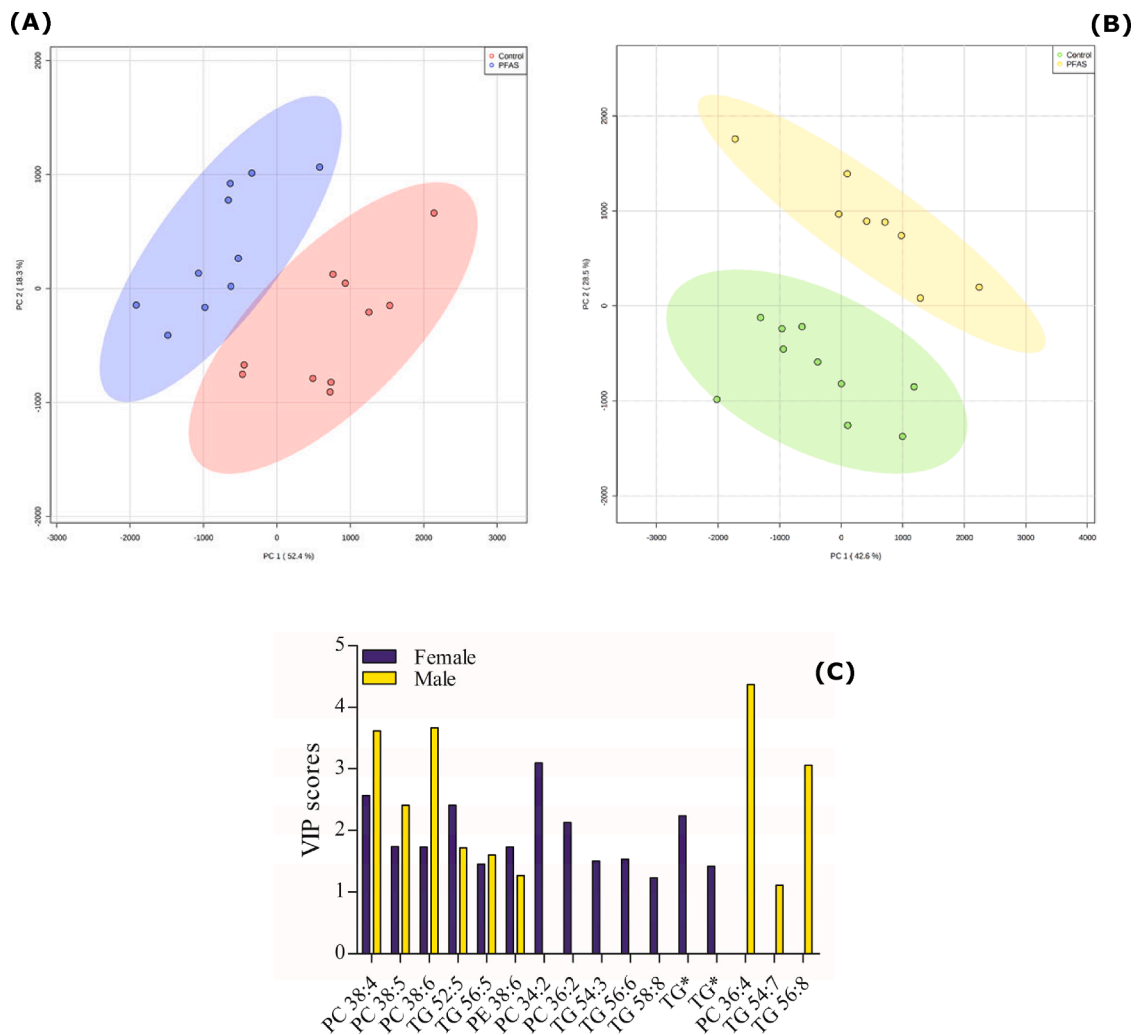 (A)
(B)
Control
PFAS
2000
1000
0
-1000
-2000
PC 2 ( 18.3 %)
-3000 -2000 -1000 0 1000 2000 3000
PC 1 ( 52.4 %)
Control
PFAS
2000
1000
0
-1000
-2000
PC 2 ( 28.5 %)
-3000 -2000 -1000 0 1000 2000 3000 4000
PC 1 ( 42.6 %)
(C)
Female
Male
5
4
3
2
1
0
VIP scores
PC 38:4
PC 38:5
PC 38:6
TG 52:5
TG 56:5
PE 38:6
PC 34:2
PC 36:2
TG 54:3
TG 56:6
TG 58:8
TG*
TG*
PC 36:4
TG 54:7
TG 56:8